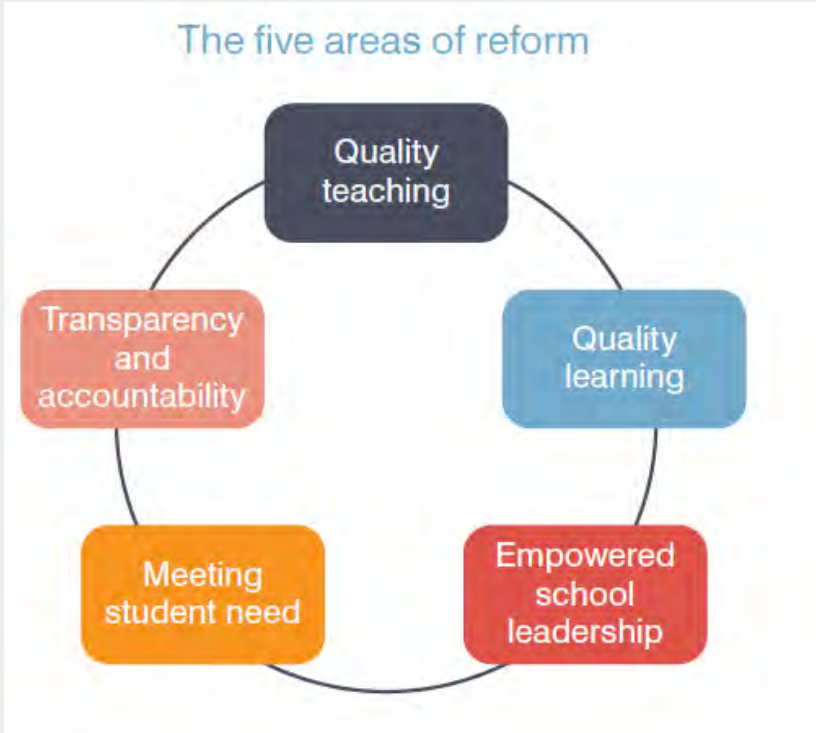 The five areas of reform
Quality
teaching
Quality
learning
Empowered
school
leadership
Meeting
student need
Transparency
and
accountability